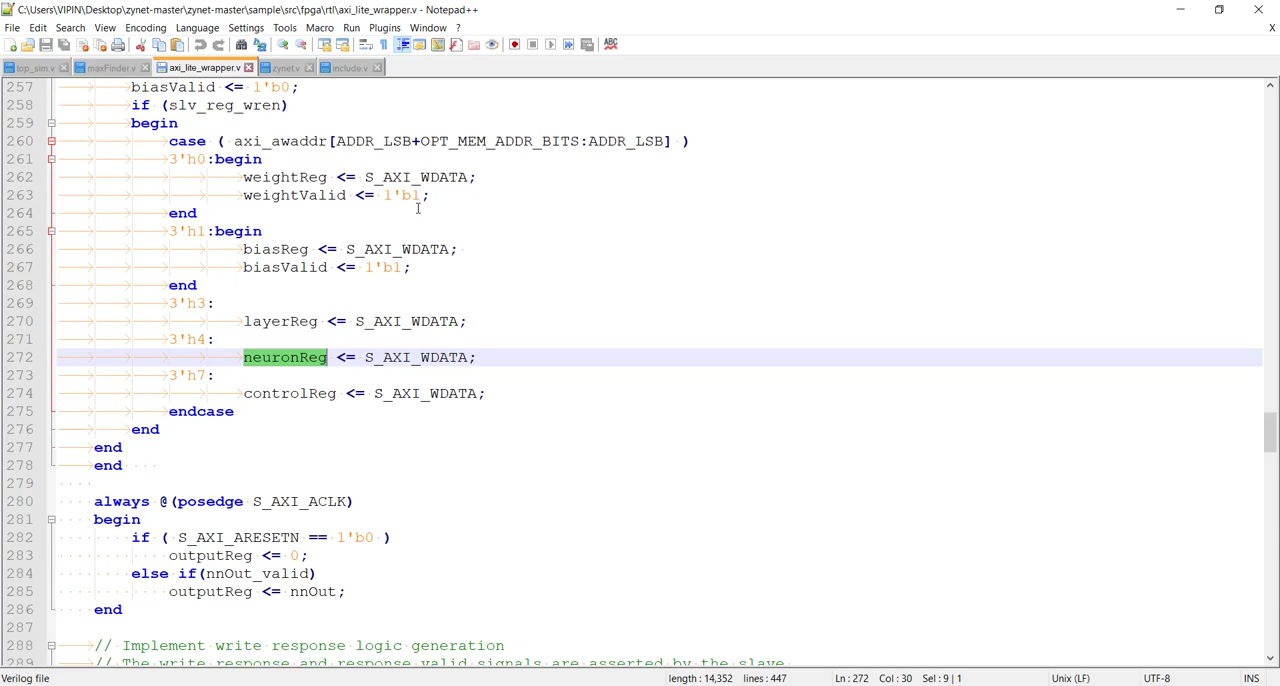 C:\Users\VIPIN\Desktop\zynet-master\zynet-master\sample\src\fpga\rtl\axi_lite_wrapper.v - Notepad++
File Edit Search View Encoding Language Settings Tools Macro Run Plugins Window ? X
top_sim.v maxFinder.v axi_lite_wrapper.v zynet.v include.v
257 biasValid <= 1'b0;
258 if (slv_reg_wren)
259 begin
260 case ( axi_awaddr[ADDR_LSB+OPT_MEM_ADDR_BITS:ADDR_LSB] )
261 3'h0:begin
262 weightReg <= S_AXI_WDATA;
263 weightValid <= 1'b1;
264 end
265 3'h1:begin
266 biasReg <= S_AXI_WDATA;
267 biasValid <= 1'b1;
268 end
269 3'h3:
270 layerReg <= S_AXI_WDATA;
271 3'h4:
272 neuronReg <= S_AXI_WDATA;
273 3'h7:
274 controlReg <= S_AXI_WDATA;
275 endcase
276 end
277 end
278 end
279
280 always @(posedge S_AXI_ACLK)
281 begin
282 if ( S_AXI_ARESETN == 1'b0 )
283 outputReg <= 0;
284 else if(nnOut_valid)
285 outputReg <= nnOut;
286 end
287
288 // Implement write response logic generation
289 // The write response and response valid signals are asserted by the slave
Verilog file length : 14,352 lines : 447 Ln : 272 Col : 30 Sel : 9 | 1 Unix (LF) UTF-8 INS